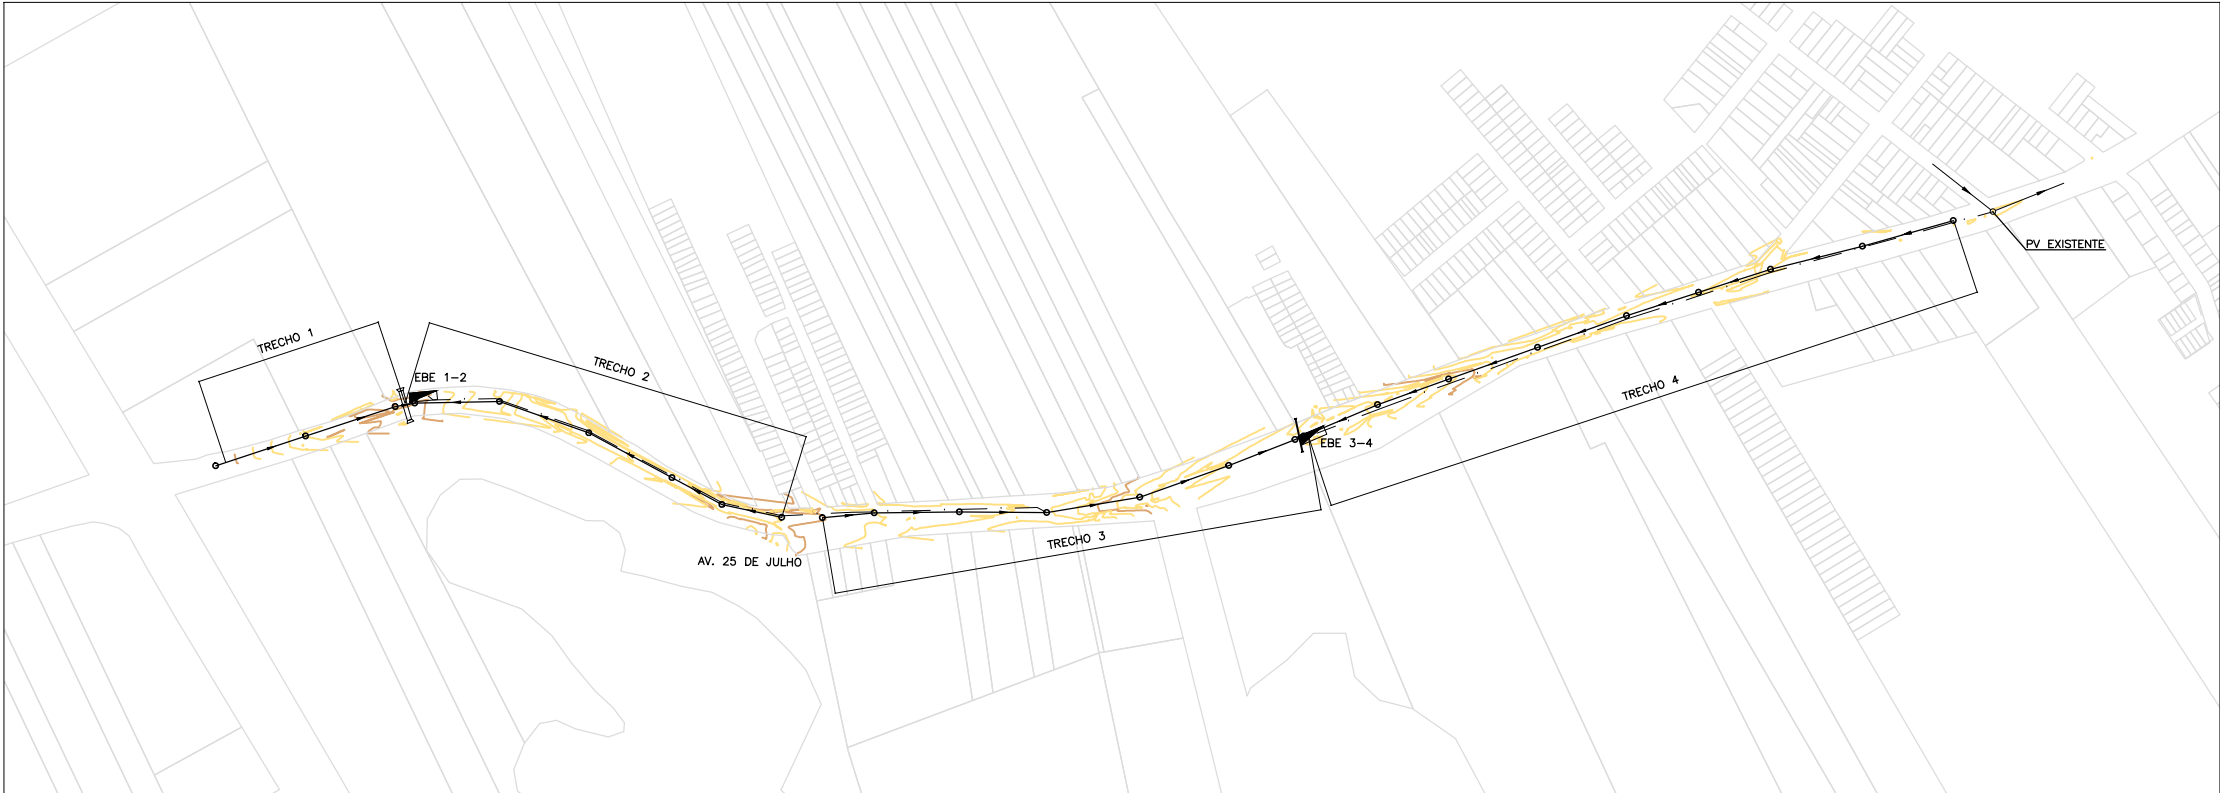 TRECHO 1
TRECHO 2
EBE 1-2
AV. 25 DE JULHO
TRECHO 3
EBE 3-4
TRECHO 4
PV EXISTENTE